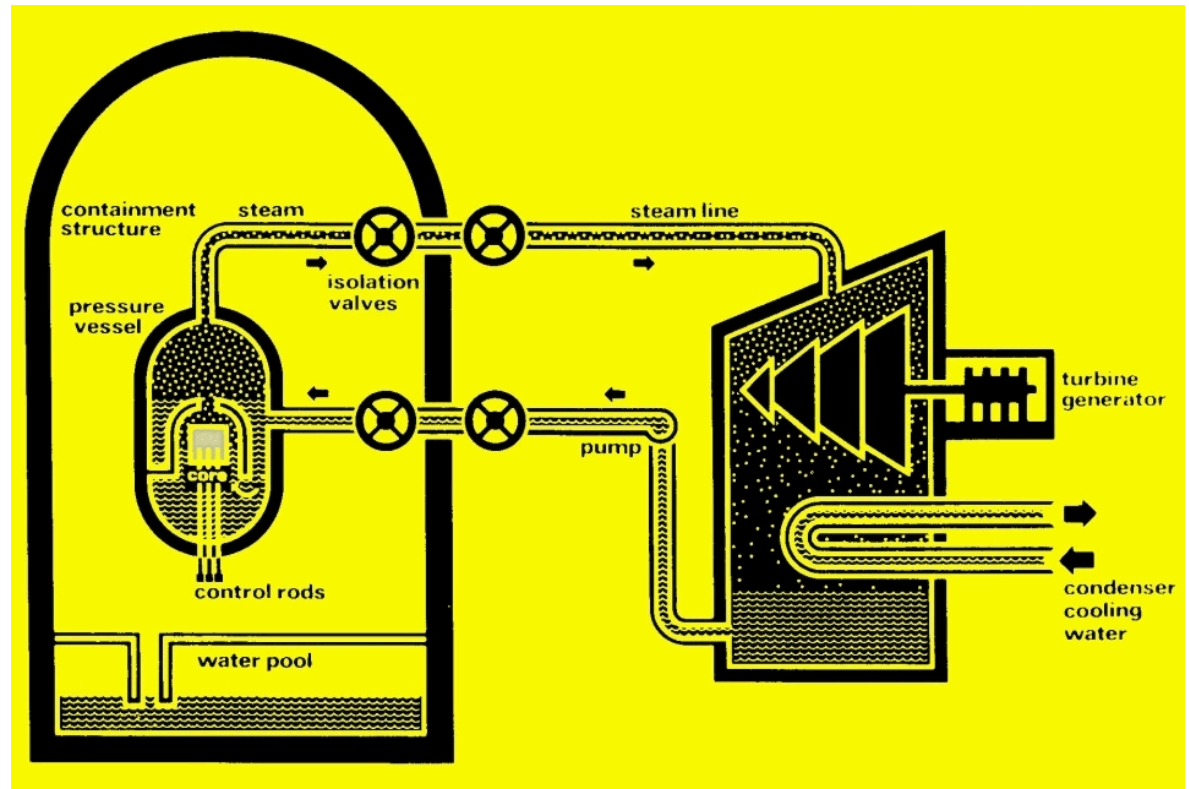 containment
structure
steam
steam line
isolation
valves
pressure
vessel
turbine
generator
pump
core
control rods
condenser
cooling
water
water pool